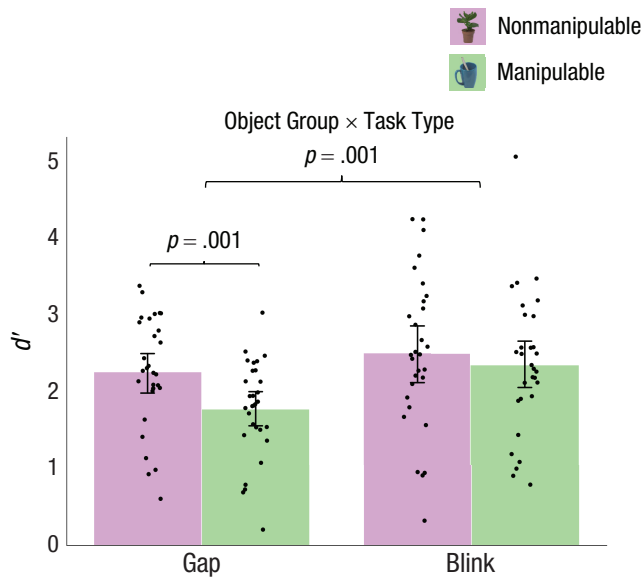 Nonmanipulable
Manipulable
Object Group × Task Type
p = .001
p = .001
5
4
3
2
1
0
d′
Gap
Blink